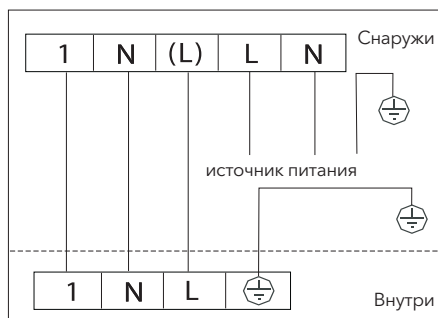 Снаружи
1 N (L) L N
источник питания
1 N L
Внутри